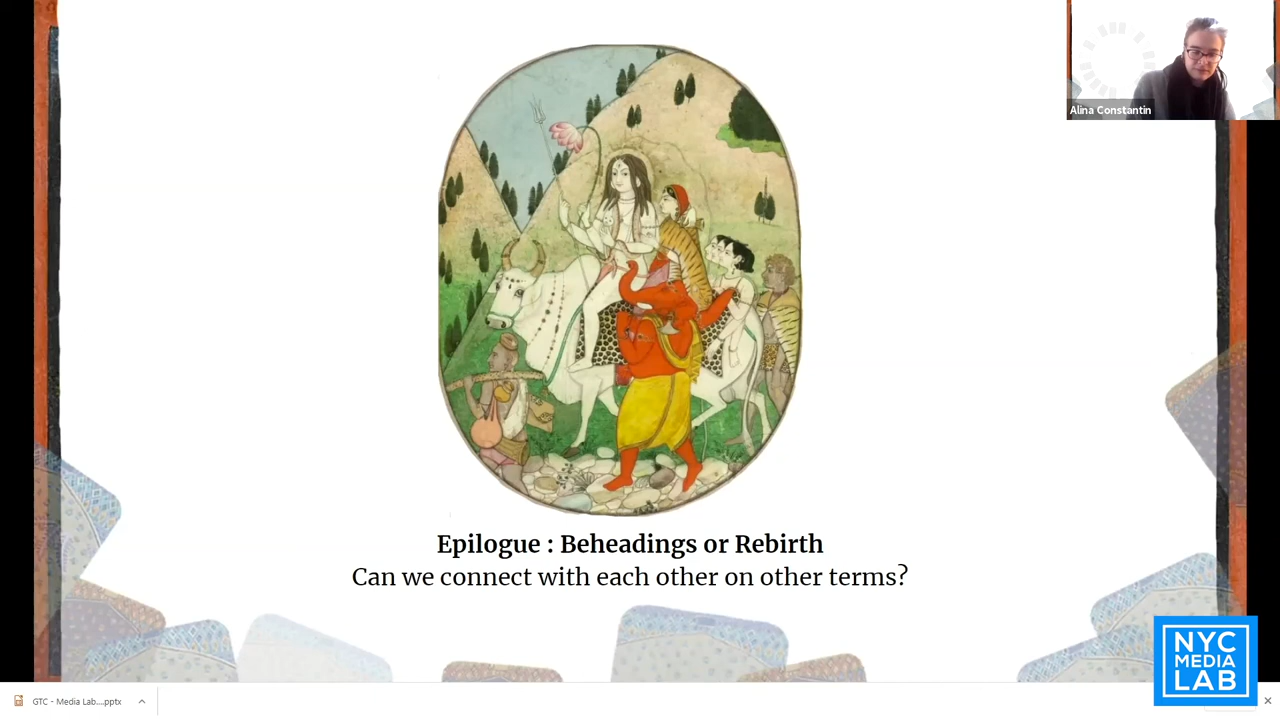 Alina Constantin
Epilogue : Beheadings or Rebirth
Can we connect with each other on other terms?
NYC
MEDIA
LAB
GTC - Media Lab....pptx